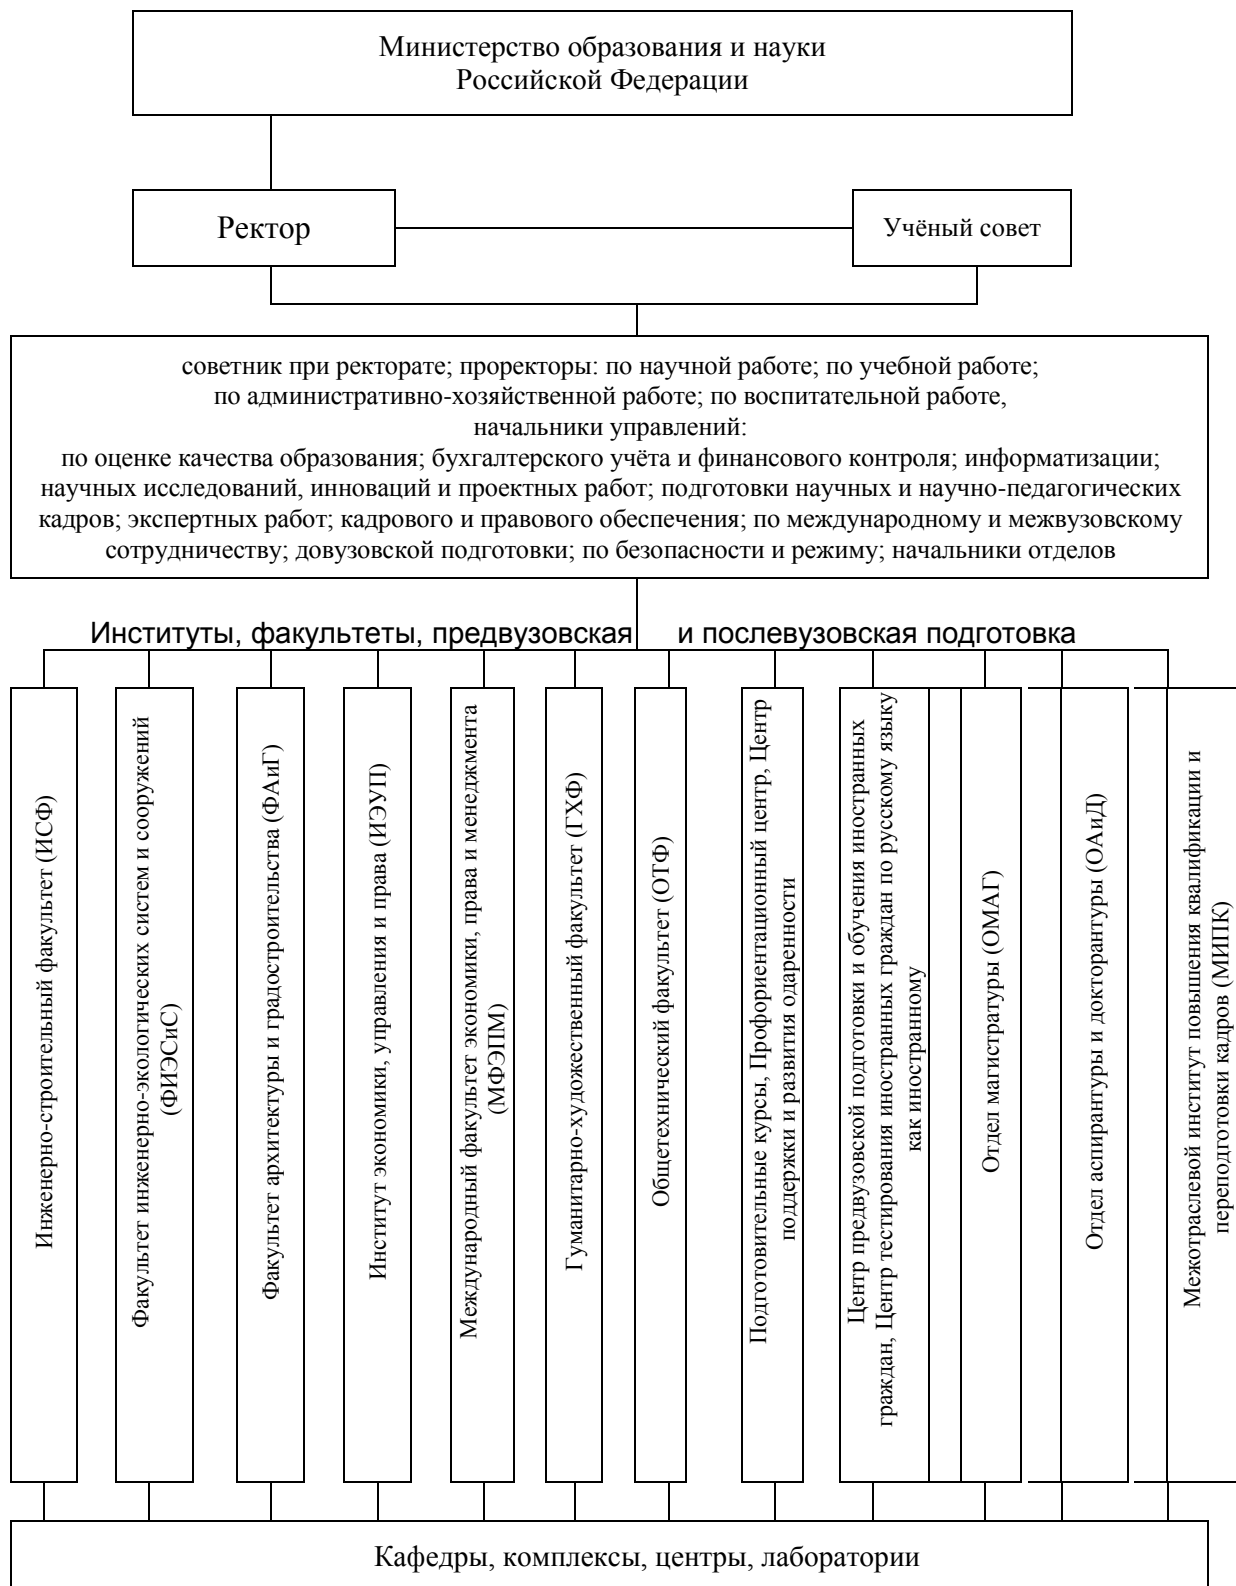 Министерство образования и науки
Российской Федерации
Ректор
Учёный совет
советник при ректорате; проректоры: по научной работе; по учебной работе;
по административно-хозяйственной работе; по воспитательной работе,
начальники управлений:
по оценке качества образования; бухгалтерского учёта и финансового контроля; информатизации;
научных исследований, инноваций и проектных работ; подготовки научных и научно-педагогических
кадров; экспертных работ; кадрового и правового обеспечения; по международному и межвузовскому
сотрудничеству; довузовской подготовки; по безопасности и режиму; начальники отделов
Институты, факультеты, предвузовская и послевузовская подготовка
Инженерно-строительный факультет (ИСФ)
Факультет инженерно-экологических систем и сооружений
(ФИЭСиС)
Факультет архитектуры и градостроительства (ФАиГ)
Институт экономики, управления и права (ИЭУП)
Международный факультет экономики, права и менеджмента
(МФЭПМ)
Гуманитарно-художественный факультет (ГХФ)
Общетехнический факультет (ОТФ)
Подготовительные курсы, Профориентационный центр, Центр
поддержки и развития одаренности
Центр предвузовской подготовки и обучения иностранных
граждан, Центр тестирования иностранных граждан по русскому языку
как иностранному
Отдел магистратуры (ОМАГ)
Отдел аспирантуры и докторантуры (ОАиД)
Межотраслевой институт повышения квалификации и
переподготовки кадров (МИПК)
Кафедры, комплексы, центры, лаборатории